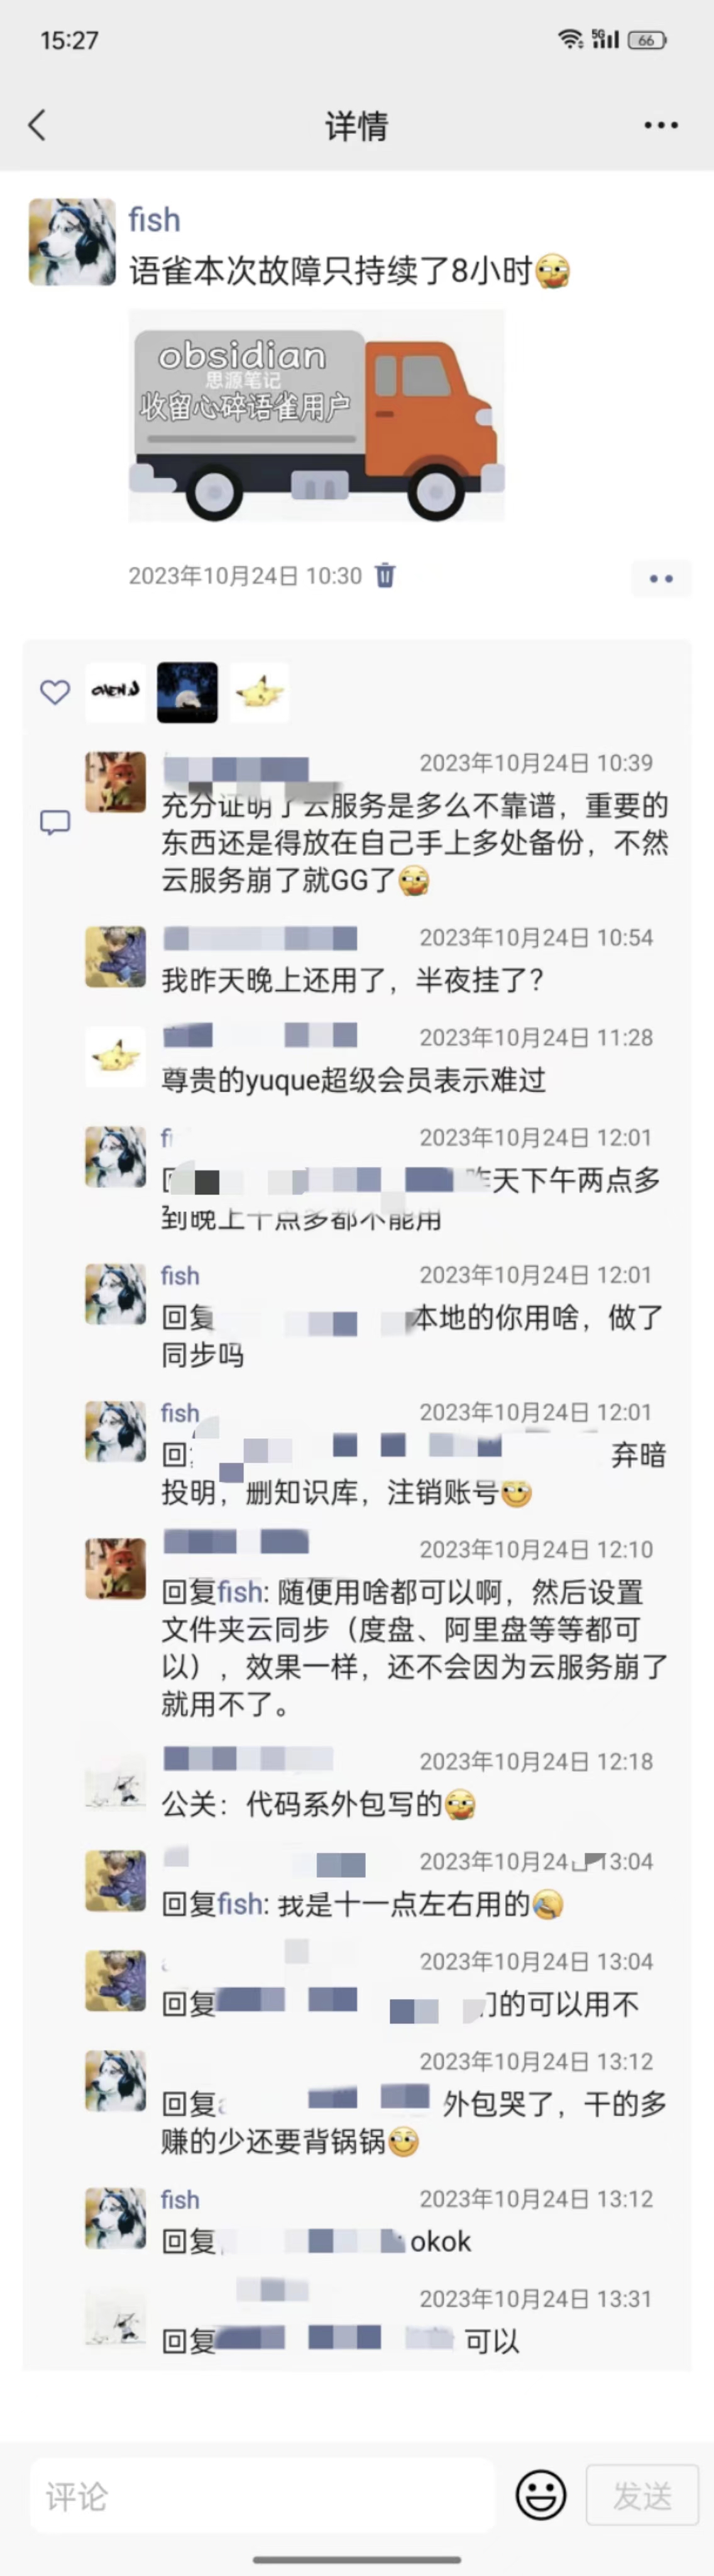 15:27
5G
66
详情
fish
语雀本次故障只持续了8小时
obsidian
思源笔记
收留心碎语雀用户
2023年10月24日 10:30
CHEN.J
2023年10月24日 10:39
充分证明了云服务是多么不靠谱，重要的
东西还是得放在自己手上多处备份，不然
云服务崩了就GG了
2023年10月24日 10:54
我昨天晚上还用了，半夜挂了？
2023年10月24日 11:28
尊贵的yuque超级会员表示难过
2023年10月24日 12:01
天下午两点多
到晚上十点多都不能用
fish
2023年10月24日 12:01
回复 本地的你用啥，做了
同步吗
fish
2023年10月24日 12:01
回 弃暗
投明，删知识库，注销账号
2023年10月24日 12:10
回复fish: 随便用啥都可以啊，然后设置
文件夹云同步（度盘、阿里盘等等都可
以），效果一样，还不会因为云服务崩了
就用不了。
2023年10月24日 12:18
公关：代码系外包写的
2023年10月24 13:04
回复fish: 我是十一点左右用的
2023年10月24日 13:04
回复 的可以用不
2023年10月24日 13:12
回复 外包哭了，干的多
赚的少还要背锅锅
fish
2023年10月24日 13:12
回复 okok
2023年10月24日 13:31
回复 可以
评论
发送